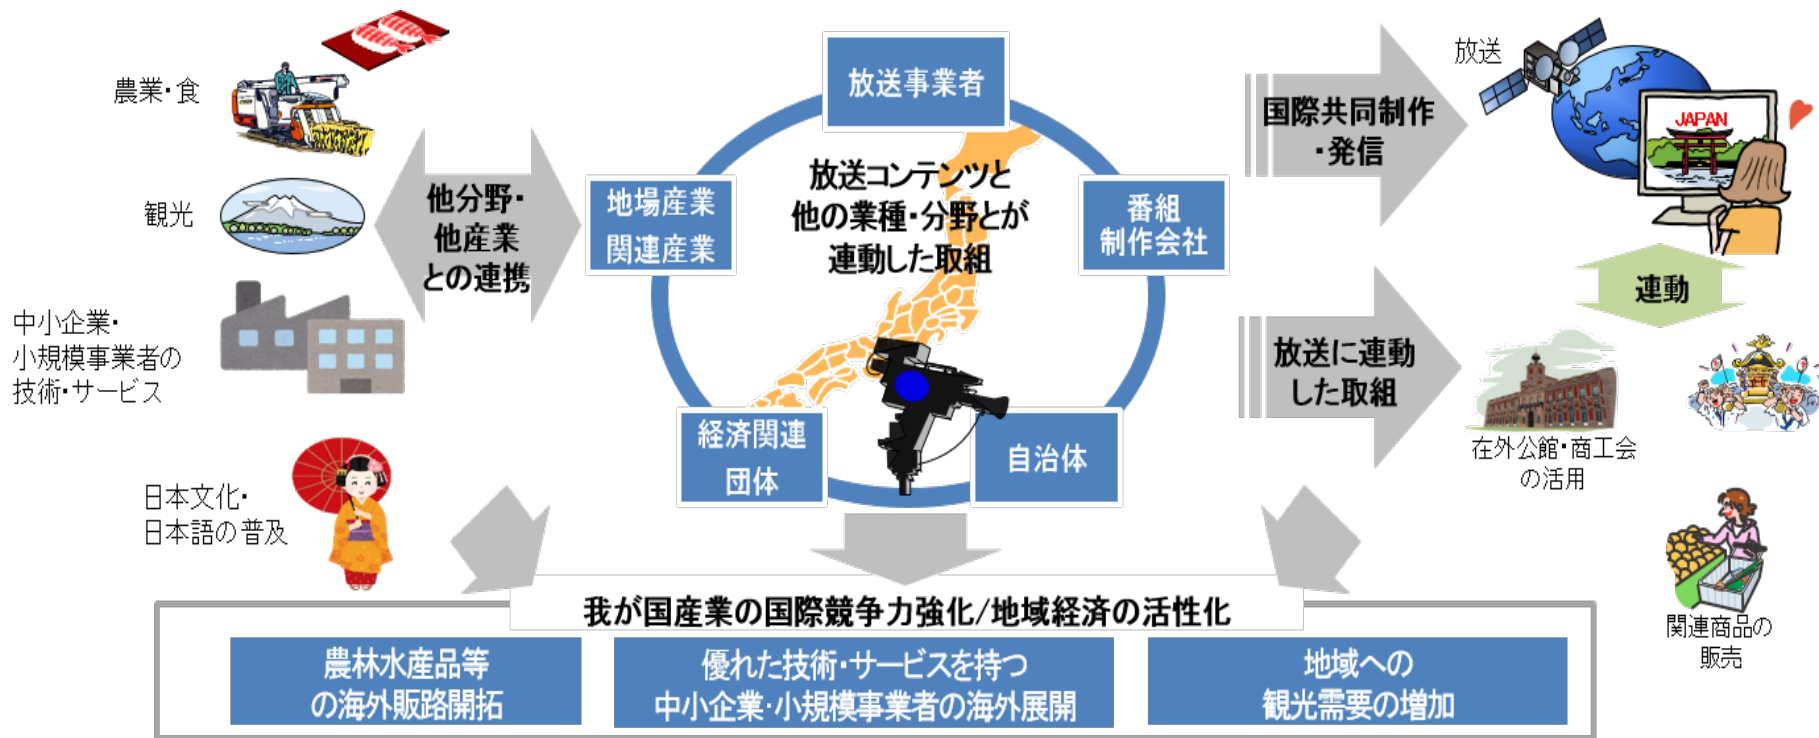 農業・食
観光
中小企業・
小規模事業者の
技術・サービス
日本文化・
日本語の普及
他分野・
他産業
との連携
放送事業者
地場産業
関連産業
番組
制作会社
経済関連
団体
自治体
放送コンテンツと
他の業種・分野とが
連動した取組
国際共同制作
・発信
放送に連動
した取組
放送
JAPAN
連動
在外公館・商工会
の活用
関連商品の
販売
我が国産業の国際競争力強化/地域経済の活性化
農林水産品等
の海外販路開拓
優れた技術・サービスを持つ
中小企業・小規模事業者の海外展開
地域への
観光需要の増加